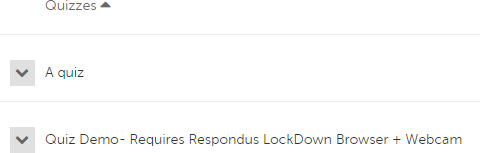 Quizzes
A quiz
Quiz Demo- Requires Respondus LockDown Browser + Webcam